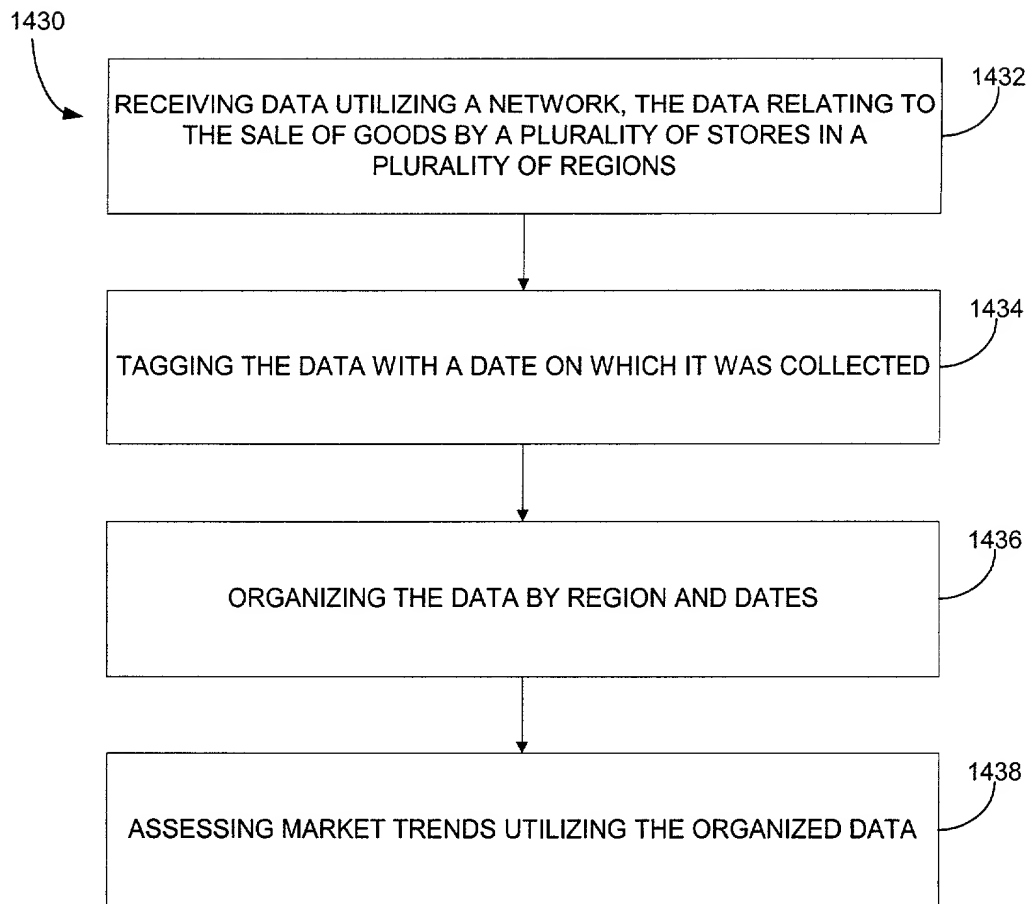 1430
1432
RECEIVING DATA UTILIZING A NETWORK, THE DATA RELATING TO
THE SALE OF GOODS BY A PLURALITY OF STORES IN A
PLURALITY OF REGIONS
1434
TAGGING THE DATA WITH A DATE ON WHICH IT WAS COLLECTED
1436
ORGANIZING THE DATA BY REGION AND DATES
1438
ASSESSING MARKET TRENDS UTILIZING THE ORGANIZED DATA